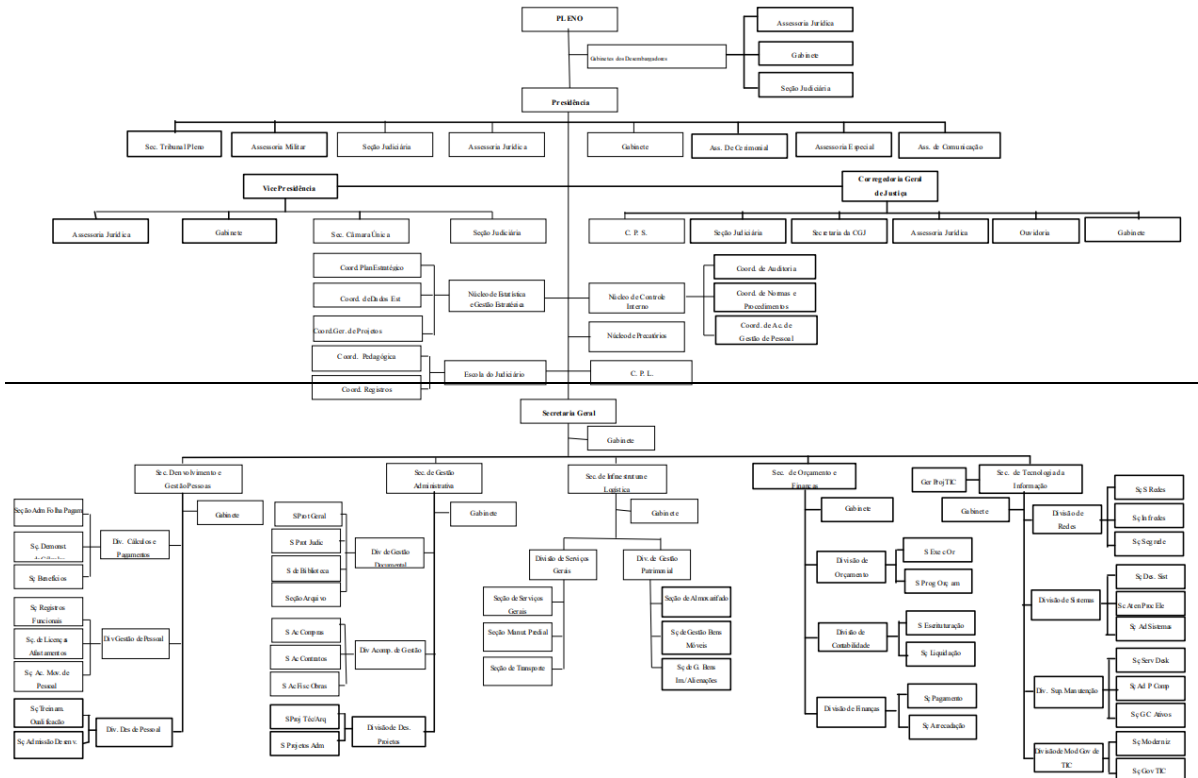 PLENO
Assessoria Jurídica
Gabinetes dos Desembargadores
Gabinete
Seção Judiciária
Presidência
Sec. Tribunal Pleno
Assessoria Militar
Seção Judiciária
Assessoria Jurídica
Gabinete
Ass. De Cerimonial
Assessoria Especial
Ass. de Comunicação
Vice Presidência
Corregedoria Geral
de Justiça
Assessoria Jurídica
Gabinete
Sec. Câmara Única
Seção Judiciária
C. P. S.
Seção Judiciária
Secretaria da CGJ
Assessoria Jurídica
Ouvidoria
Gabinete
Coord. Plan Estratégico
Coord. de Dados Est
Coord.Ger. de Projetos
Núcleo de Estatística
e Gestão Estratégica
Núcleo de Controle
Interno
Coord. de Auditoria
Coord. de Normas e
Procedimentos
Coord. de Ac. de
Gestão de Pessoal
Núcleo de Precatórios
Coord. Pedagógica
Coord. Registros
Escola do Judiciário
C. P. L.
Secretaria Geral
Gabinete
Sec. Denvolvimento e
Gestão Pessoas
Gabinete
Seção Adm Folha Pagam
Sç. Demonst.
Sç Benefícios
Div. Cálculos e
Pagamentos
Sç Registros
Funcionais
Sç. de Licenças
Afastamentos
Sç Ac. Mov. de
Pessoal
Div Gestão de Pessoal
Sç Treinam.
Qualificação
Sç Admissão Desenv.
Div. Des de Pessoal
Sec. de Gestão
Administrativa
Gabinete
S Prot Geral
S Prot Judic
S de Biblioteca
Seção Arquivo
Div de Gestão
Documental
S Ac Compras
S Ac Contratos
S Ac Fisc Obras
Div Acomp. de Gestão
S Proj Téc/Arq
S Projetos Adm
Divisão de Des.
Projetos
Sec. de Infraestrutura e
Logística
Gabinete
Divisão de Serviços
Gerais
Div. de Gestão
Patrimonial
Seção de Serviços
Gerais
Seção Manut. Predial
Seção de Transporte
Seção de Almoxarifado
Sç de Gestão Bens
Móveis
Sç de G. Bens
Im/Alienações
Sec. de Orçamento e
Finanças
Gabinete
Divisão de
Orçamento
S Exec Or
S Prog Orç am
Divisão de
Contabilidade
S Escrituração
Sç Liquidação
Divisão de Finanças
Sç Pagamento
Sç Arrecadação
Ger Proj TIC
Sec. de Tecnologia da
Informação
Gabinete
Divisão de
Redes
Sç S Redes
Sç Infredes
Sç Segrede
Divisão de Sistemas
Sç Des. Sist
Sc Aten Proc Ele
Sç Ad Sistemas
Div. Sup. Manutenção
Sç Serv Desk
Sç Ad P Comp
Sç G C Ativos
Divisão de Mod Gov de
TIC
Sç Moderniz
Sç Gov TIC